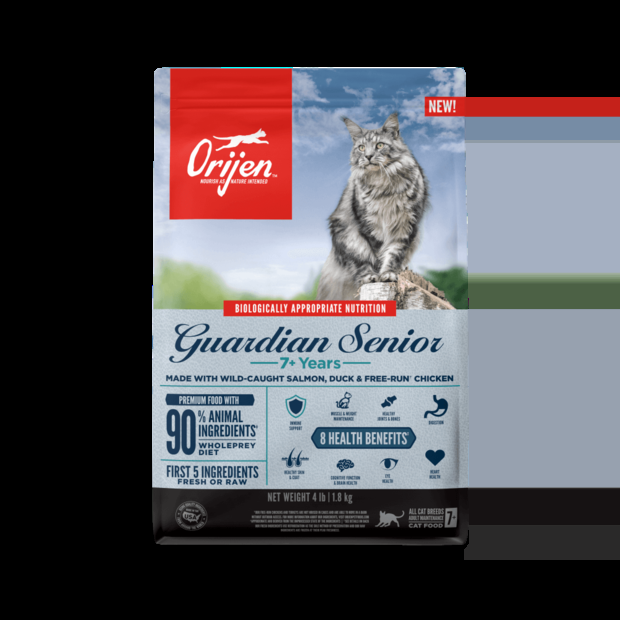 NEW!
Orijen™
NOURISH AS NATURE INTENDED
BIOLOGICALLY APPROPRIATE NUTRITION
Guardian Senior
7+ Years
MADE WITH WILD-CAUGHT SALMON, DUCK & FREE-RUN† CHICKEN
PREMIUM FOOD WITH
90% ANIMAL
INGREDIENTS*
WHOLEPREY
DIET
FIRST 5 INGREDIENTS
FRESH OR RAW
IMMUNE
SUPPORT
MUSCLE & WEIGHT
MAINTENANCE
HEALTHY
JOINTS & BONES
DIGESTION
8 HEALTH BENEFITS
HEALTHY SKIN
& COAT
COGNITIVE FUNCTION
& BRAIN HEALTH
EYE
HEALTH
HEART
HEALTH
NET WEIGHT 4 lb | 1.8 kg
USA
ALL CAT BREEDS
ADULT MAINTENANCE
CAT FOOD
7+